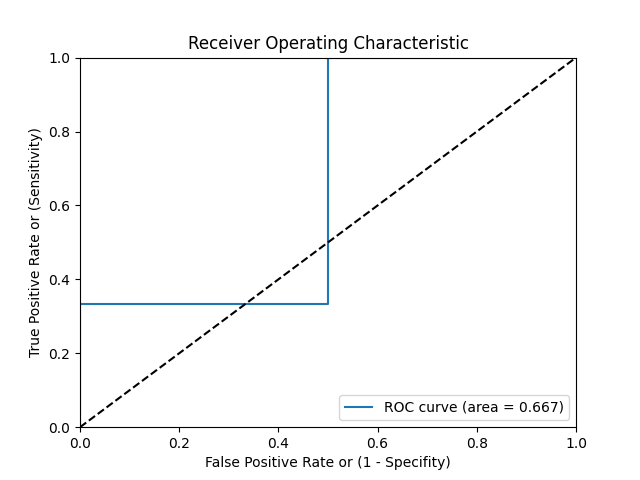 Receiver Operating Characteristic
1.0
0.8
0.6
0.4
0.2
0.0
True Positive Rate or (Sensitivity)
ROC curve (area = 0.667)
0.0 0.2 0.4 0.6 0.8 1.0
False Positive Rate or (1 - Specifity)